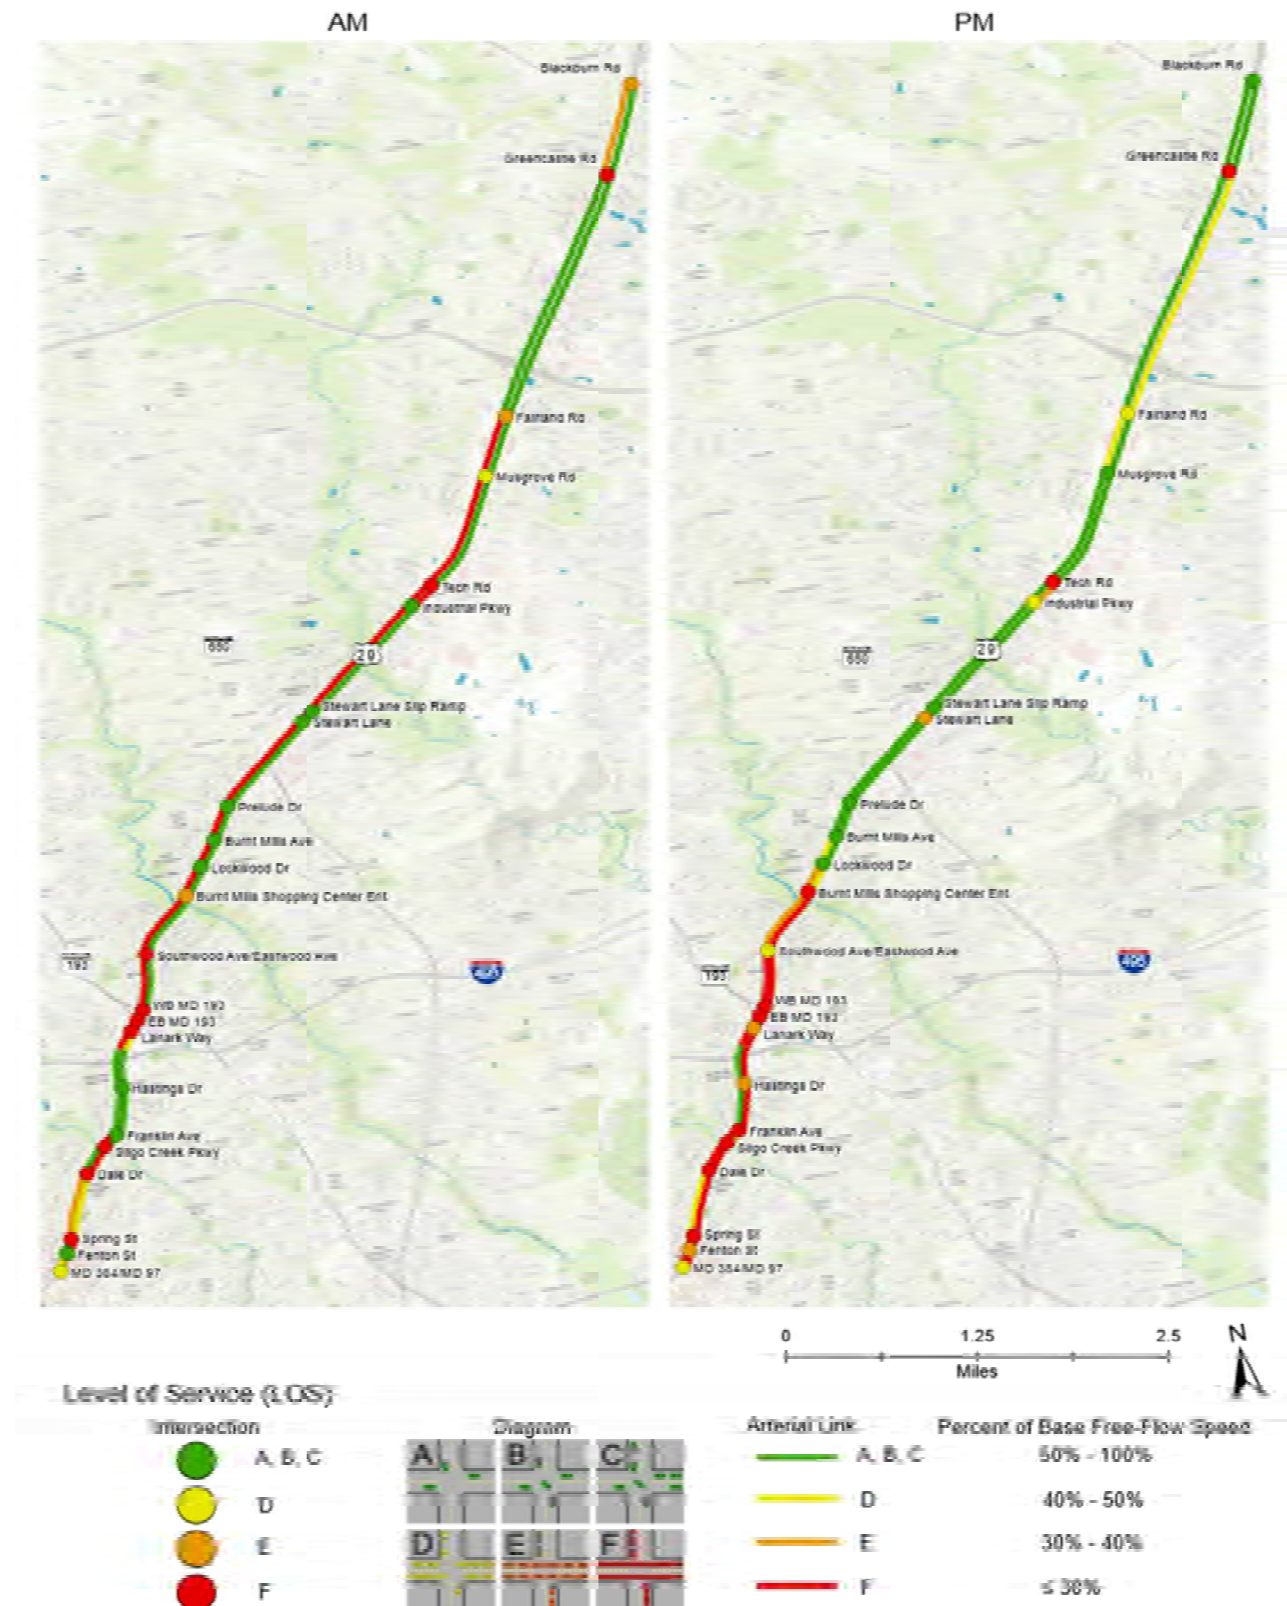 AM
PM
Blackburn Rd
Greencastle Rd
Fairland Rd
Musgrove Rd
Tech Rd
Industrial Pkwy
29
650
Stewart Lane Slip Ramp
Stewart Lane
Prelude Dr
Burnt Mills Ave
Lockwood Dr
Burnt Mills Shopping Center Ent
Southwood Ave/Eastwood Ave
193
495
WB MD 193
EB MD 193
Lanark Way
Hastings Dr
Franklin Ave
Sligo Creek Pkwy
Dale Dr
Spring St
Fenton St
MD 384/MD 97
Blackburn Rd
Greencastle Rd
Fairland Rd
Musgrove Rd
Tech Rd
Industrial Pkwy
29
650
Stewart Lane Slip Ramp
Stewart Lane
Prelude Dr
Burnt Mills Ave
Lockwood Dr
Burnt Mills Shopping Center Ent
Southwood Ave/Eastwood Ave
193
495
WB MD 193
EB MD 193
Lanark Way
Hastings Dr
Franklin Ave
Sligo Creek Pkwy
Dale Dr
Spring St
Fenton St
MD 384/MD 97
0 1.25 2.5
Miles
N
Level of Service (LOS)
Intersection Diagram Arterial Link Percent of Base Free-Flow Speed
A, B, C A B C A, B, C 50% - 100%
D D 40% - 50%
E D E F E 30% - 40%
F F ≤ 30%